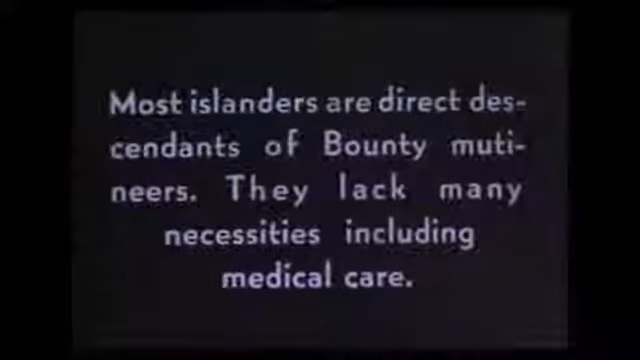 Most islanders are direct des-
cendants of Bounty muti-
neers. They lack many
necessities including
medical care.